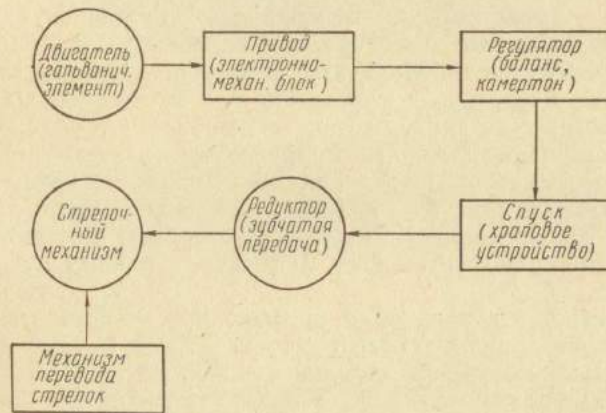 Двигатель
(гальванич.
элемент)
Привод
(электронно-
механ. блок)
Регулятор
(баланс,
камертон)
Стрелоч-
ный
механизм
Редуктор
(зубчатая
передача)
Спуск
(храповое
устройство)
Механизм
перевода
стрелок